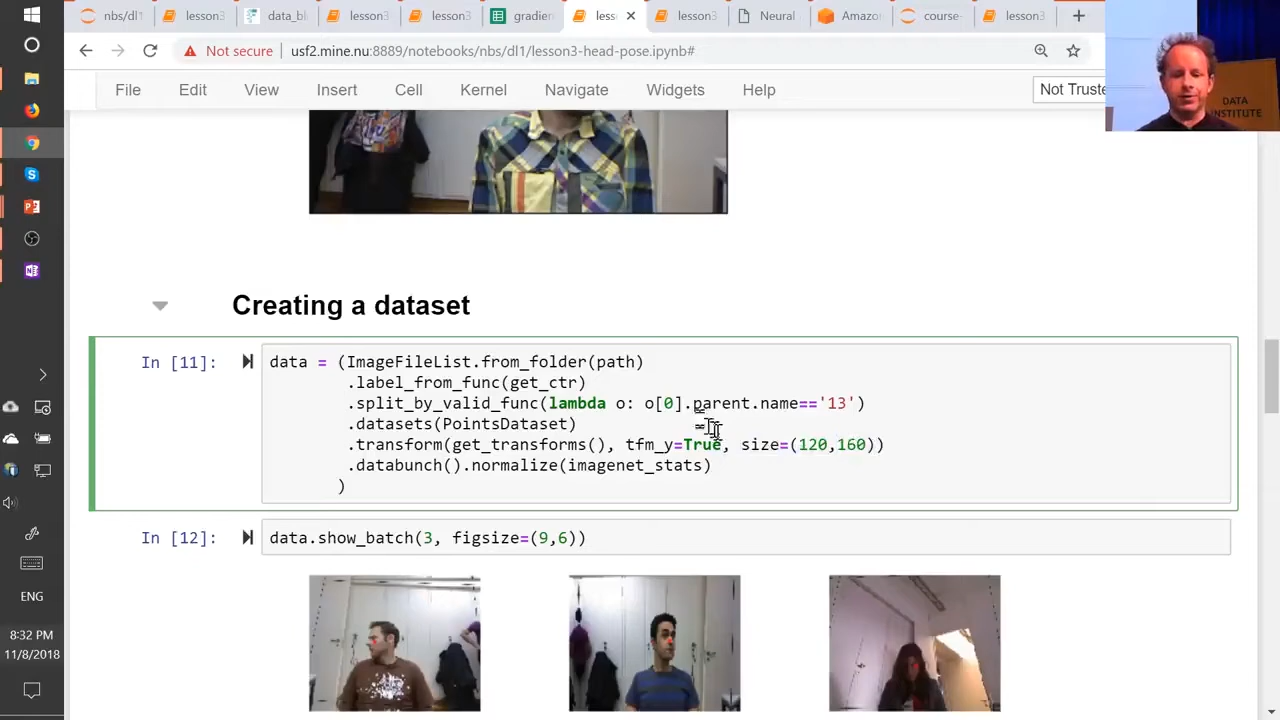 nbs/dl1
lesson3
data_bl
lesson3
lesson3
gradien
less
lesson3
Neural
Amazo
course-
lesson3
Not secure
usf2.mine.nu:8889/notebooks/nbs/dl1/lesson3-head-pose.ipynb#
File Edit View Insert Cell Kernel Navigate Widgets Help
Not Truste
DATA
INSTITUTE
Creating a dataset
In [11]:
data = (ImageFileList.from_folder(path)
.label_from_func(get_ctr)
.split_by_valid_func(lambda o: o[0].parent.name=='13')
.datasets(PointsDataset)
.transform(get_transforms(), tfm_y=True, size=(120,160))
.databunch().normalize(imagenet_stats)
)
In [12]:
data.show_batch(3, figsize=(9,6))
ENG
8:32 PM
11/8/2018